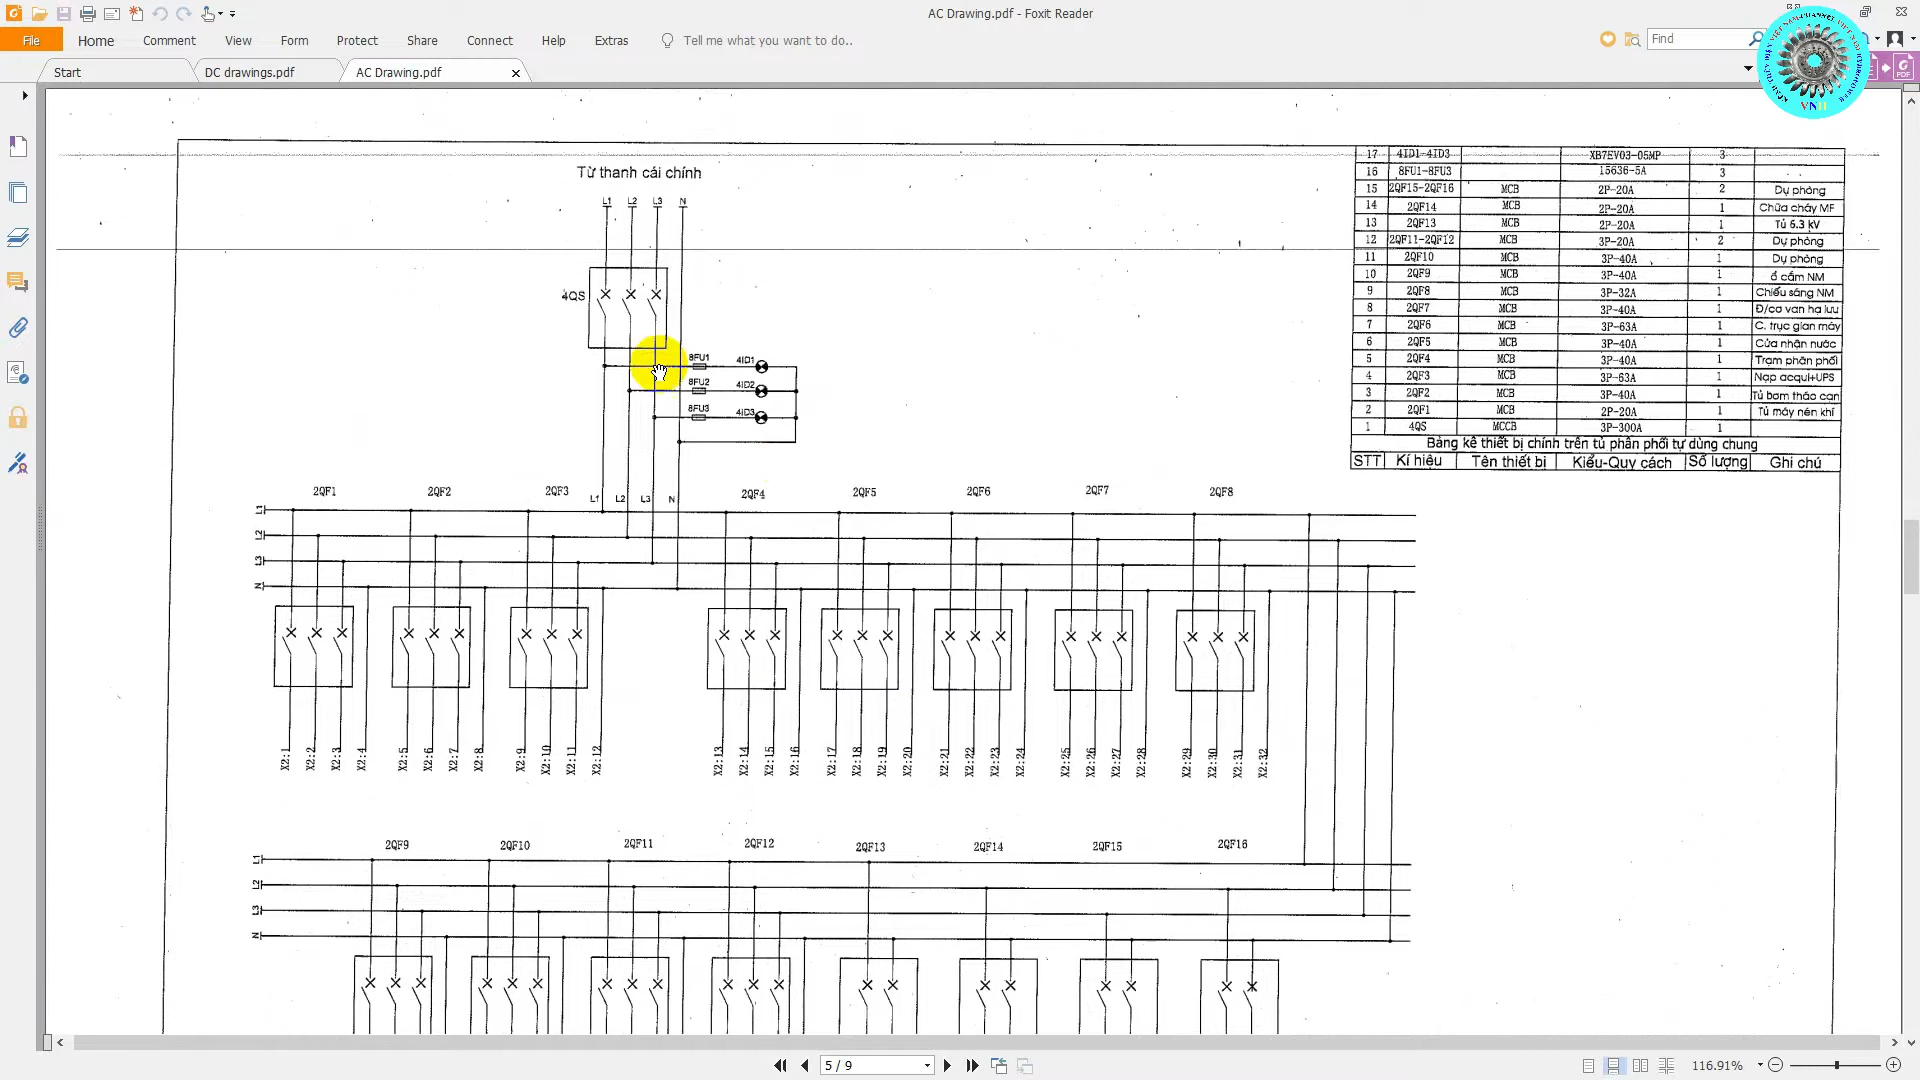 AC Drawing.pdf - Foxit Reader
File Home Comment View Form Protect Share Connect Help Extras Tell me what you want to do.. Find
Start DC drawings.pdf AC Drawing.pdf
VNH
PDF
Từ thanh cái chính
L1 L2 L3 N
4QS
8FU1 4ID1
8FU2 4ID2
8FU3 4ID3
17 4ID1-4ID3 XB7EV03-05MP 3
16 8FU1-8FU3 15636-5A 3
15 2QF15-2QF16 MCB 2P-20A 2 Dự phòng
14 2QF14 MCB 2P-20A 1 Chữa cháy MF
13 2QF13 MCB 2P-20A 1 Tủ 6.3 kV
12 2QF11-2QF12 MCB 3P-20A 2 Dự phòng
11 2QF10 MCB 3P-40A 1 Dự phòng
10 2QF9 MCB 3P-40A 1 ổ cắm NM
9 2QF8 MCB 3P-32A 1 Chiếu sáng NM
8 2QF7 MCB 3P-40A 1 Đ/cơ van hạ lưu
7 2QF6 MCB 3P-63A 1 C. trục gian máy
6 2QF5 MCB 3P-40A 1 Cửa nhận nước
5 2QF4 MCB 3P-40A 1 Trạm phân phối
4 2QF3 MCB 3P-63A 1 Nạp acqui+UPS
3 2QF2 MCB 3P-40A 1 Tủ bơm tháo cạn
2 2QF1 MCB 2P-20A 1 Tủ máy nén khí
1 4QS MCCB 3P-300A 1
Bảng kê thiết bị chính trên tủ phân phối tự dùng chung
STT Kí hiệu Tên thiết bị Kiểu-Quy cách Số lượng Ghi chú
2QF1 2QF2 2QF3 L1 L2 L3 N 2QF4 2QF5 2QF6 2QF7 2QF8
L1
L2
L3
N
X2:1 X2:2 X2:3 X2:4 X2:5 X2:6 X2:7 X2:8 X2:9 X2:10 X2:11 X2:12 X2:13 X2:14 X2:15 X2:16 X2:17 X2:18 X2:19 X2:20 X2:21 X2:22 X2:23 X2:24 X2:25 X2:26 X2:27 X2:28 X2:29 X2:30 X2:31 X2:32
2QF9 2QF10 2QF11 2QF12 2QF13 2QF14 2QF15 2QF16
L1
L2
L3
N
5 / 9 116.91%